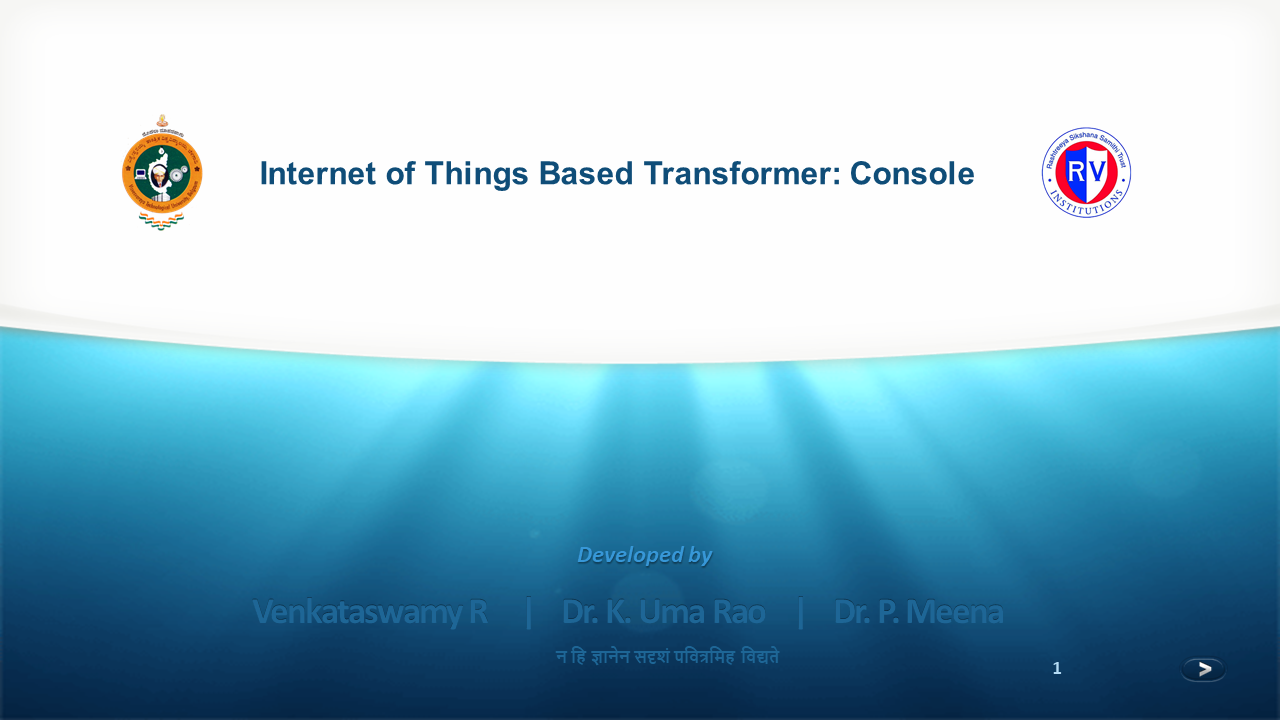 Internet of Things Based Transformer: Console
Rashtreeya Sikshana Samithi Trust
RV
INSTITUTIONS
Developed by
Venkataswamy R | Dr. K. Uma Rao | Dr. P. Meena
न हि ज्ञानेन सदृशं पवित्रमिह विद्यते
1
>